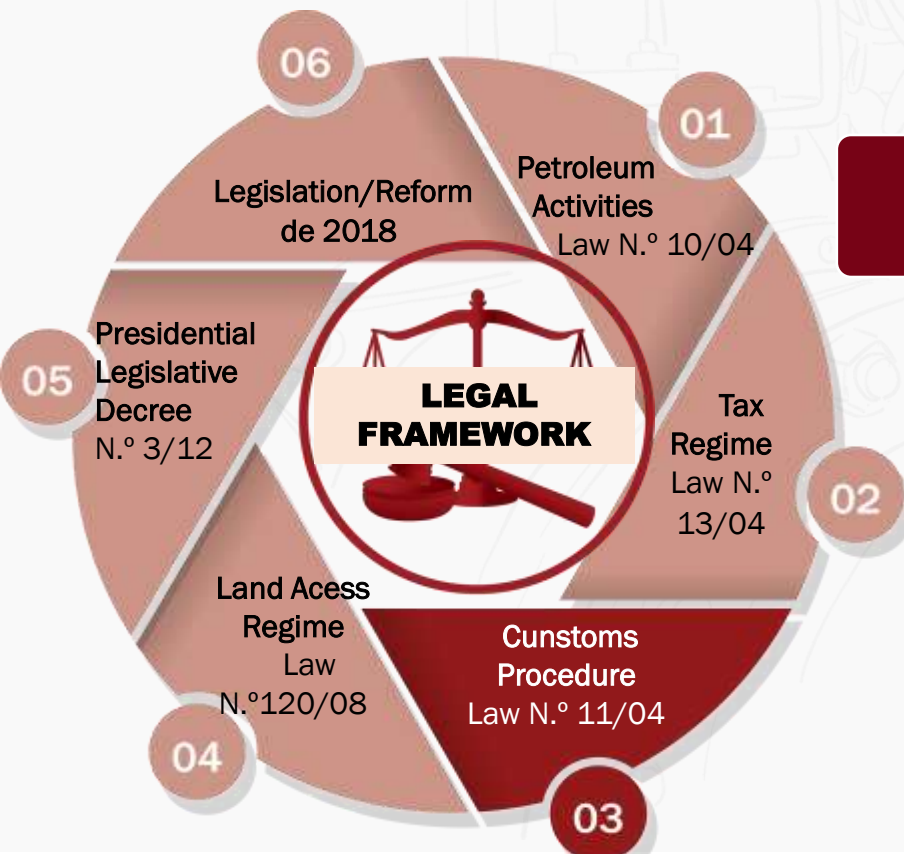 LEGAL
FRAMEWORK
01
Petroleum
Activities
Law N.º 10/04
02
Tax
Regime
Law N.º
13/04
03
Cunstoms
Procedure
Law N.º 11/04
04
Land Acess
Regime
Law
N.º120/08
05
Presidential
Legislative
Decree
N.º 3/12
06
Legislation/Reform
de 2018